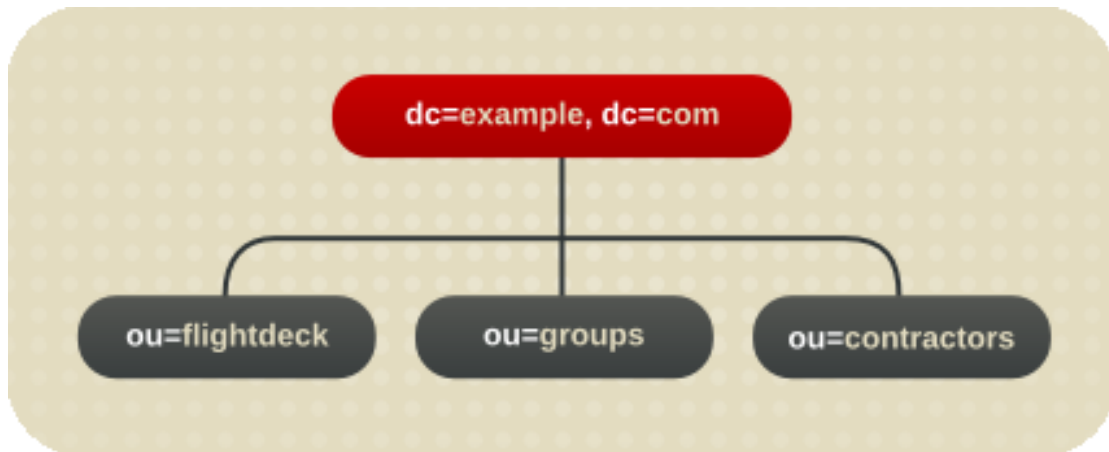 dc=example, dc=com
ou=flightdeck
ou=groups
ou=contractors